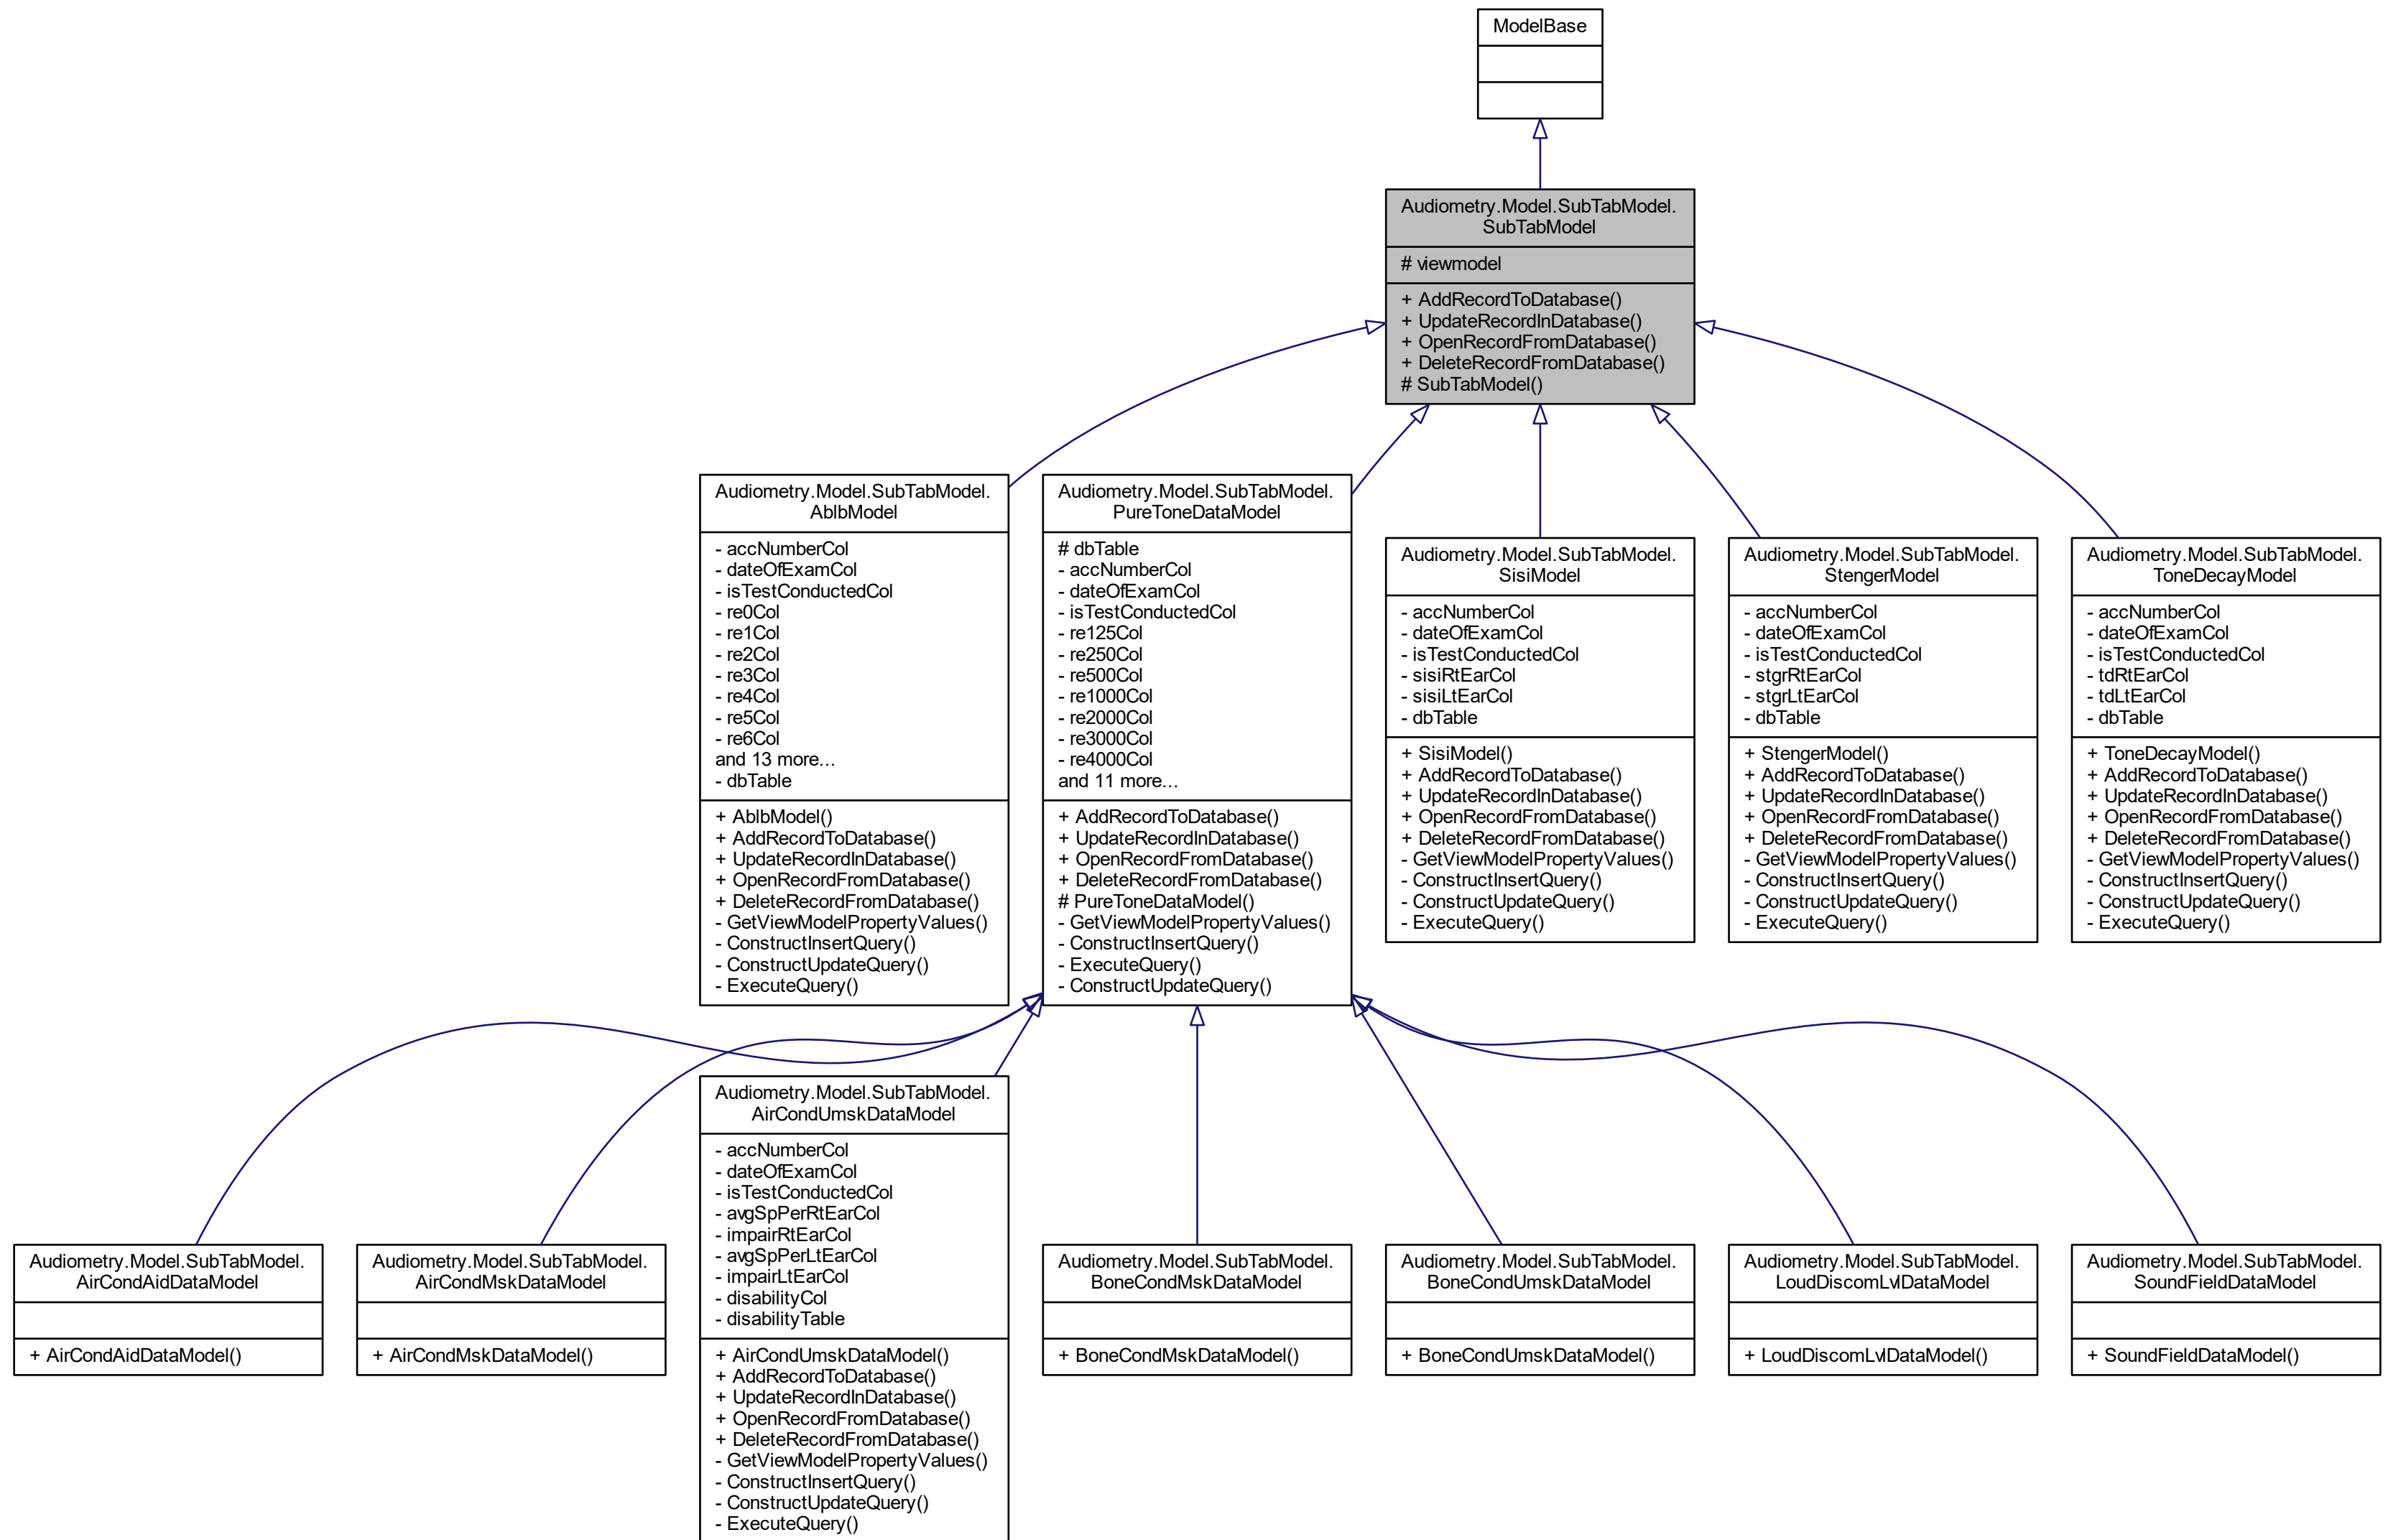 ModelBase
Audiometry.Model.SubTabModel.
SubTabModel
# viewmodel
+ AddRecordToDatabase()
+ UpdateRecordInDatabase()
+ OpenRecordFromDatabase()
+ DeleteRecordFromDatabase()
# SubTabModel()
Audiometry.Model.SubTabModel.
AblbModel
- accNumberCol
- dateOfExamCol
- isTestConductedCol
- re0Col
- re1Col
- re2Col
- re3Col
- re4Col
- re5Col
- re6Col
and 13 more...
- dbTable
+ AblbModel()
+ AddRecordToDatabase()
+ UpdateRecordInDatabase()
+ OpenRecordFromDatabase()
+ DeleteRecordFromDatabase()
- GetViewModelPropertyValues()
- ConstructInsertQuery()
- ConstructUpdateQuery()
- ExecuteQuery()
Audiometry.Model.SubTabModel.
PureToneDataModel
# dbTable
- accNumberCol
- dateOfExamCol
- isTestConductedCol
- re125Col
- re250Col
- re500Col
- re1000Col
- re2000Col
- re3000Col
- re4000Col
and 11 more...
+ AddRecordToDatabase()
+ UpdateRecordInDatabase()
+ OpenRecordFromDatabase()
+ DeleteRecordFromDatabase()
# PureToneDataModel()
- GetViewModelPropertyValues()
- ConstructInsertQuery()
- ExecuteQuery()
- ConstructUpdateQuery()
Audiometry.Model.SubTabModel.
SisiModel
- accNumberCol
- dateOfExamCol
- isTestConductedCol
- sisiRtEarCol
- sisiLtEarCol
- dbTable
+ SisiModel()
+ AddRecordToDatabase()
+ UpdateRecordInDatabase()
+ OpenRecordFromDatabase()
+ DeleteRecordFromDatabase()
- GetViewModelPropertyValues()
- ConstructInsertQuery()
- ConstructUpdateQuery()
- ExecuteQuery()
Audiometry.Model.SubTabModel.
StengerModel
- accNumberCol
- dateOfExamCol
- isTestConductedCol
- stgrRtEarCol
- stgrLtEarCol
- dbTable
+ StengerModel()
+ AddRecordToDatabase()
+ UpdateRecordInDatabase()
+ OpenRecordFromDatabase()
+ DeleteRecordFromDatabase()
- GetViewModelPropertyValues()
- ConstructInsertQuery()
- ConstructUpdateQuery()
- ExecuteQuery()
Audiometry.Model.SubTabModel.
ToneDecayModel
- accNumberCol
- dateOfExamCol
- isTestConductedCol
- tdRtEarCol
- tdLtEarCol
- dbTable
+ ToneDecayModel()
+ AddRecordToDatabase()
+ UpdateRecordInDatabase()
+ OpenRecordFromDatabase()
+ DeleteRecordFromDatabase()
- GetViewModelPropertyValues()
- ConstructInsertQuery()
- ConstructUpdateQuery()
- ExecuteQuery()
Audiometry.Model.SubTabModel.
AirCondAidDataModel
+ AirCondAidDataModel()
Audiometry.Model.SubTabModel.
AirCondMskDataModel
+ AirCondMskDataModel()
Audiometry.Model.SubTabModel.
AirCondUmskDataModel
- accNumberCol
- dateOfExamCol
- isTestConductedCol
- avgSpPerRtEarCol
- impairRtEarCol
- avgSpPerLtEarCol
- impairLtEarCol
- disabilityCol
- disabilityTable
+ AirCondUmskDataModel()
+ AddRecordToDatabase()
+ UpdateRecordInDatabase()
+ OpenRecordFromDatabase()
+ DeleteRecordFromDatabase()
- GetViewModelPropertyValues()
- ConstructInsertQuery()
- ConstructUpdateQuery()
- ExecuteQuery()
Audiometry.Model.SubTabModel.
BoneCondMskDataModel
+ BoneCondMskDataModel()
Audiometry.Model.SubTabModel.
BoneCondUmskDataModel
+ BoneCondUmskDataModel()
Audiometry.Model.SubTabModel.
LoudDiscomLvlDataModel
+ LoudDiscomLvlDataModel()
Audiometry.Model.SubTabModel.
SoundFieldDataModel
+ SoundFieldDataModel()